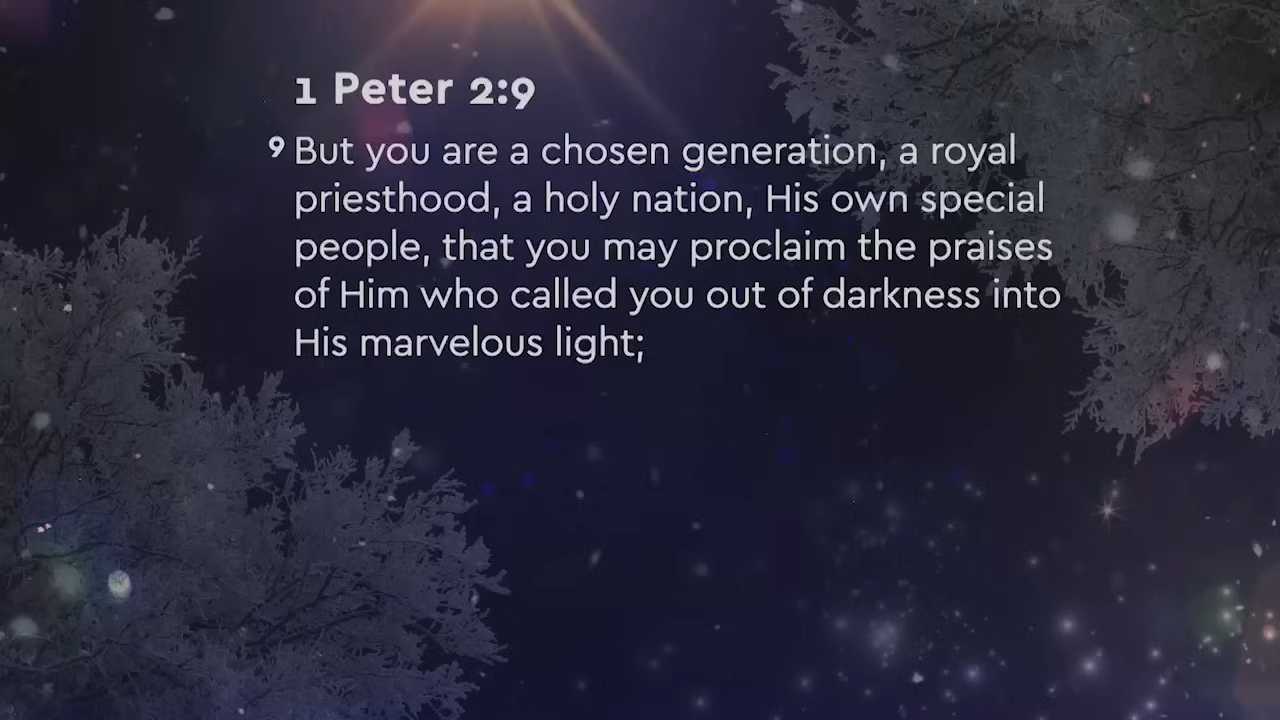 1 Peter 2:9
9 But you are a chosen generation, a royal
priesthood, a holy nation, His own special
people, that you may proclaim the praises
of Him who called you out of darkness into
His marvelous light;